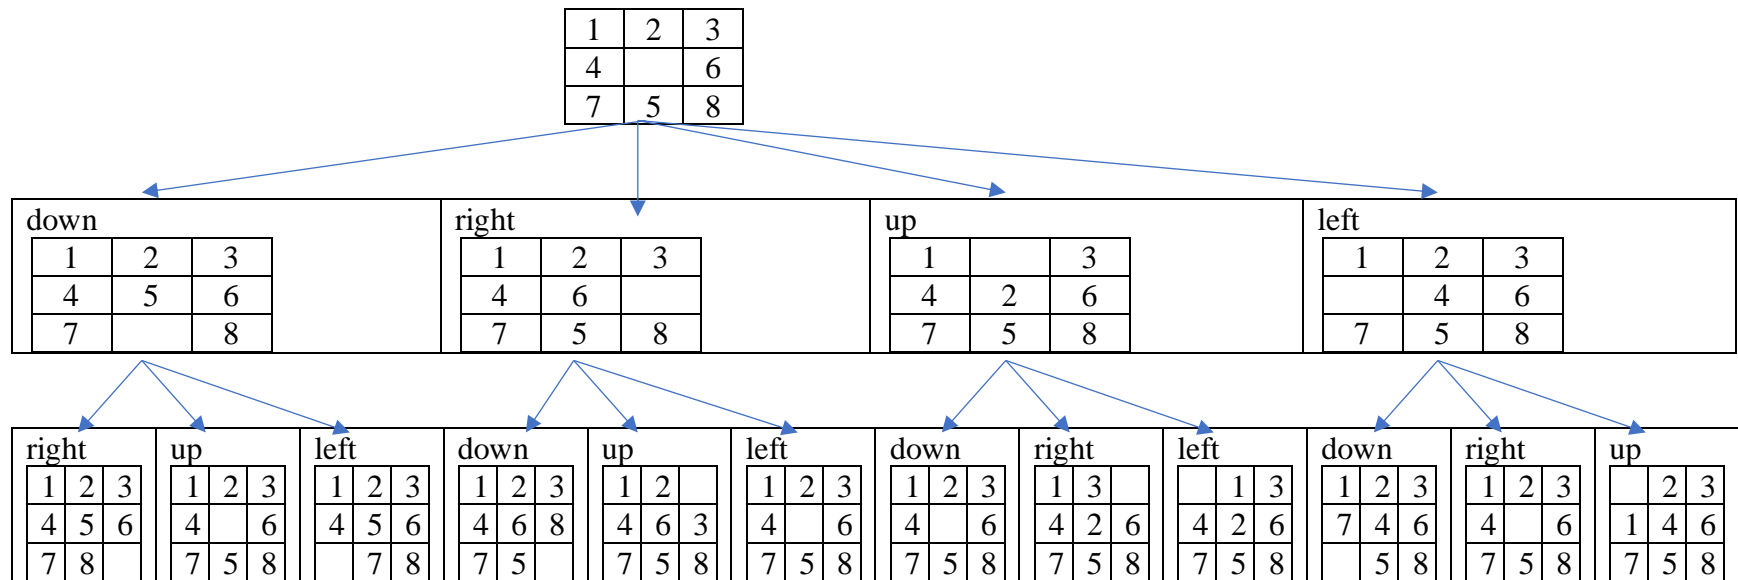 1 2 3
4 6
7 5 8
down right up left
1 2 3 1 2 3 1 3 1 2 3
4 5 6 4 6 4 2 6 4 6
7 8 7 5 8 7 5 8 7 5 8
right up left down up left down right left down right up
1 2 3 1 2 3 1 2 3 1 2 3 1 2 1 2 3 1 2 3 1 3 1 3 1 2 3 1 2 3 2 3
4 5 6 4 6 4 5 6 4 6 8 4 6 3 4 6 4 6 4 2 6 4 2 6 7 4 6 4 6 1 4 6
7 8 7 5 8 7 8 7 5 7 5 8 7 5 8 7 5 8 7 5 8 7 5 8 5 8 7 5 8 7 5 8